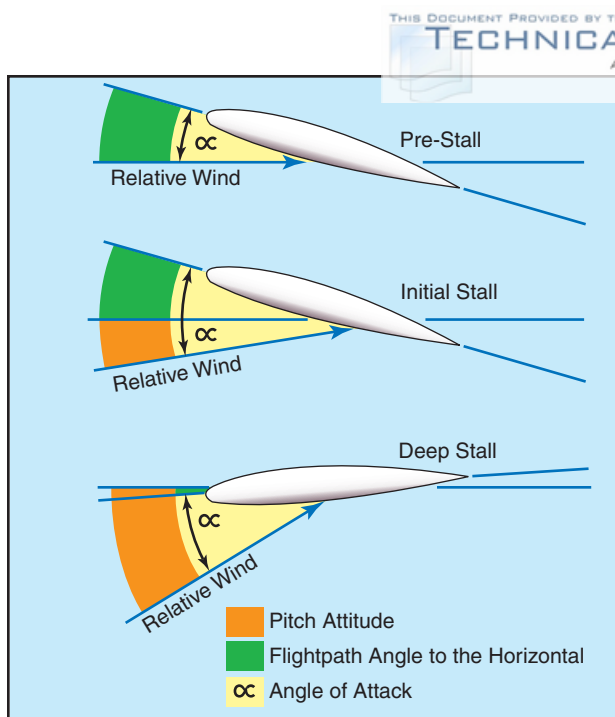 THIS DOCUMENT PROVIDED BY
TECHNICA
∝
Pre-Stall
Relative Wind
Initial Stall
∝
Relative Wind
Deep Stall
∝
Relative Wind
Pitch Attitude
Flightpath Angle to the Horizontal
∝ Angle of Attack